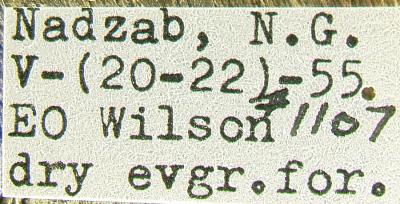 Nadzab, N.G.
V-(20-22)-55.
EO Wilson 1107
dry evgr.for.